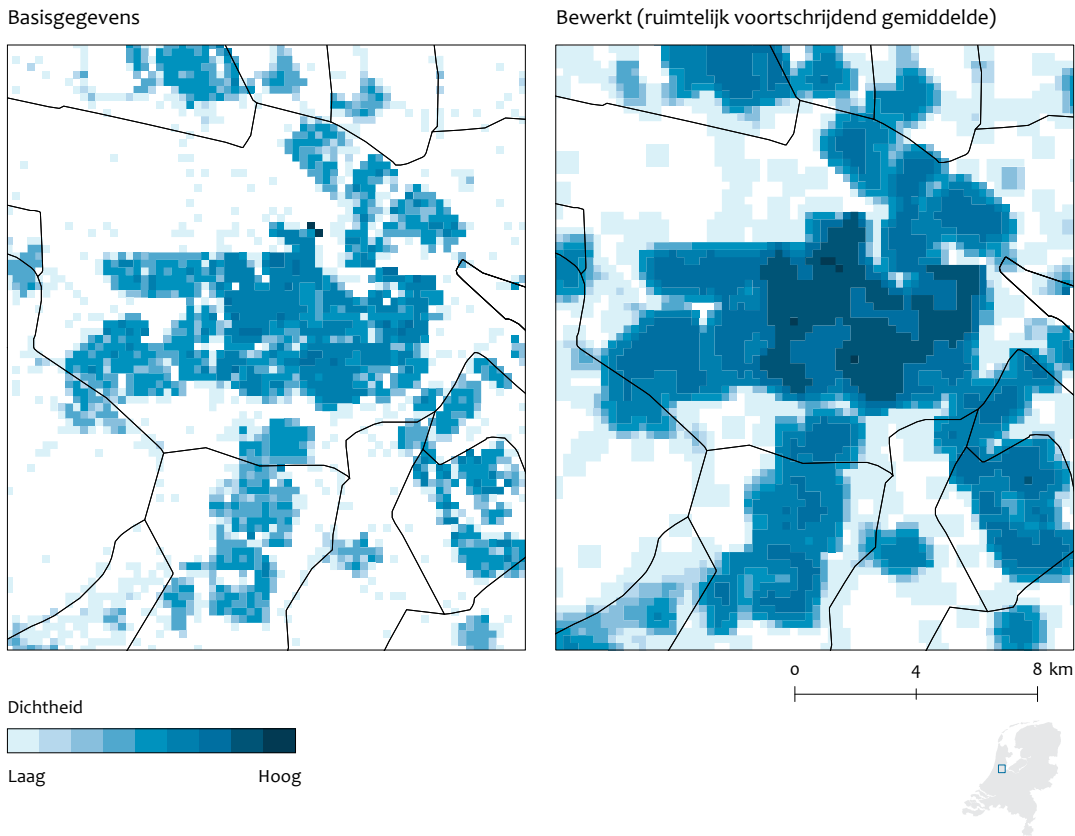 Basisgegevens
Bewerkt (ruimtelijk voortschrijdend gemiddelde)
0 4 8 km
Dichtheid
Laag Hoog